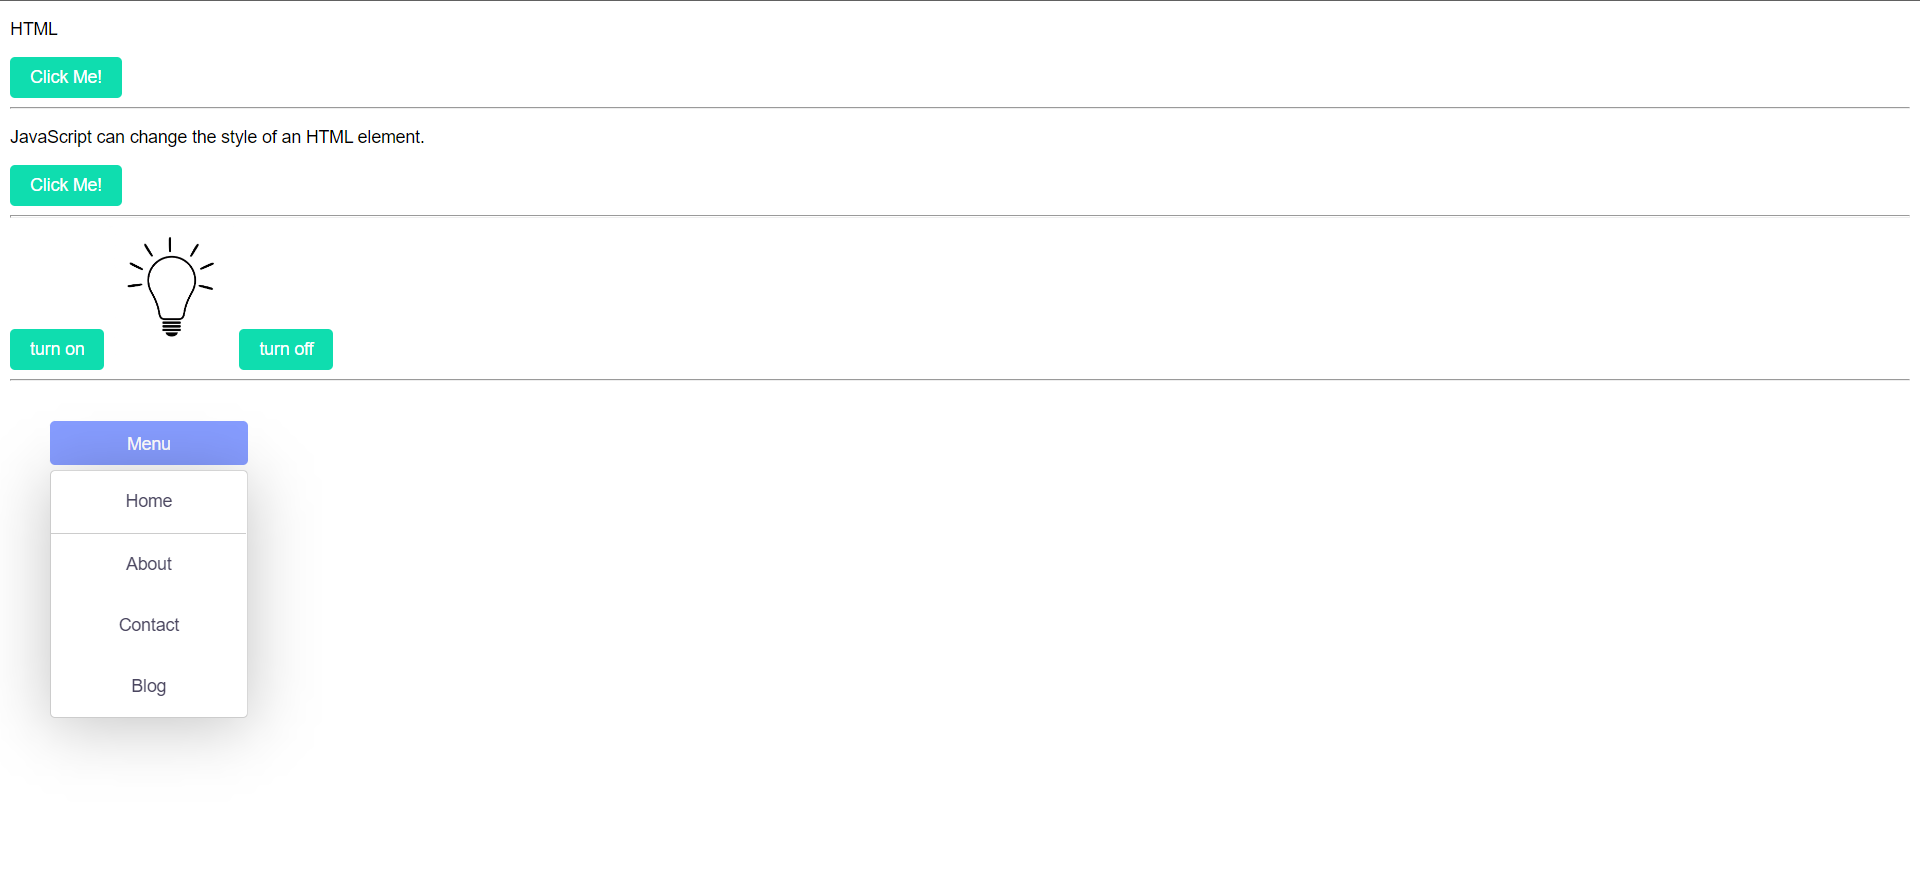 HTML
Click Me!
JavaScript can change the style of an HTML element.
Click Me!
turn on turn off
Menu
Home
About
Contact
Blog